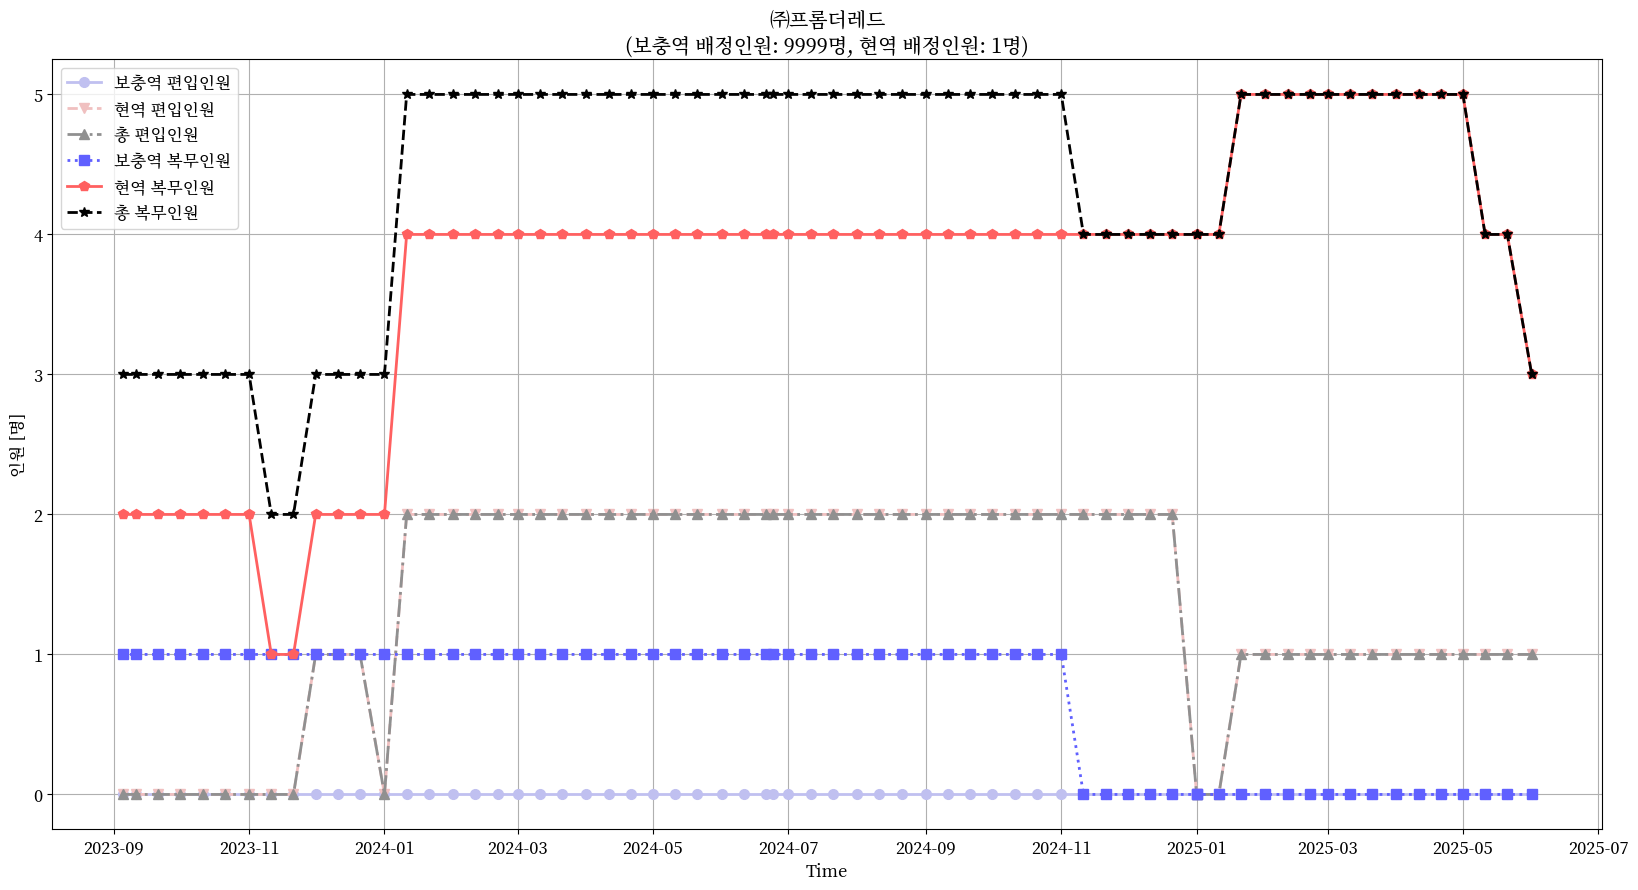 ㈜프롬더레드
(보충역 배정인원: 9999명, 현역 배정인원: 1명)
보충역 편입인원
현역 편입인원
총 편입인원
보충역 복무인원
현역 복무인원
총 복무인원
인원 [명]
5
4
3
2
1
0
2023-09
2023-11
2024-01
2024-03
2024-05
2024-07
2024-09
2024-11
2025-01
2025-03
2025-05
2025-07
Time